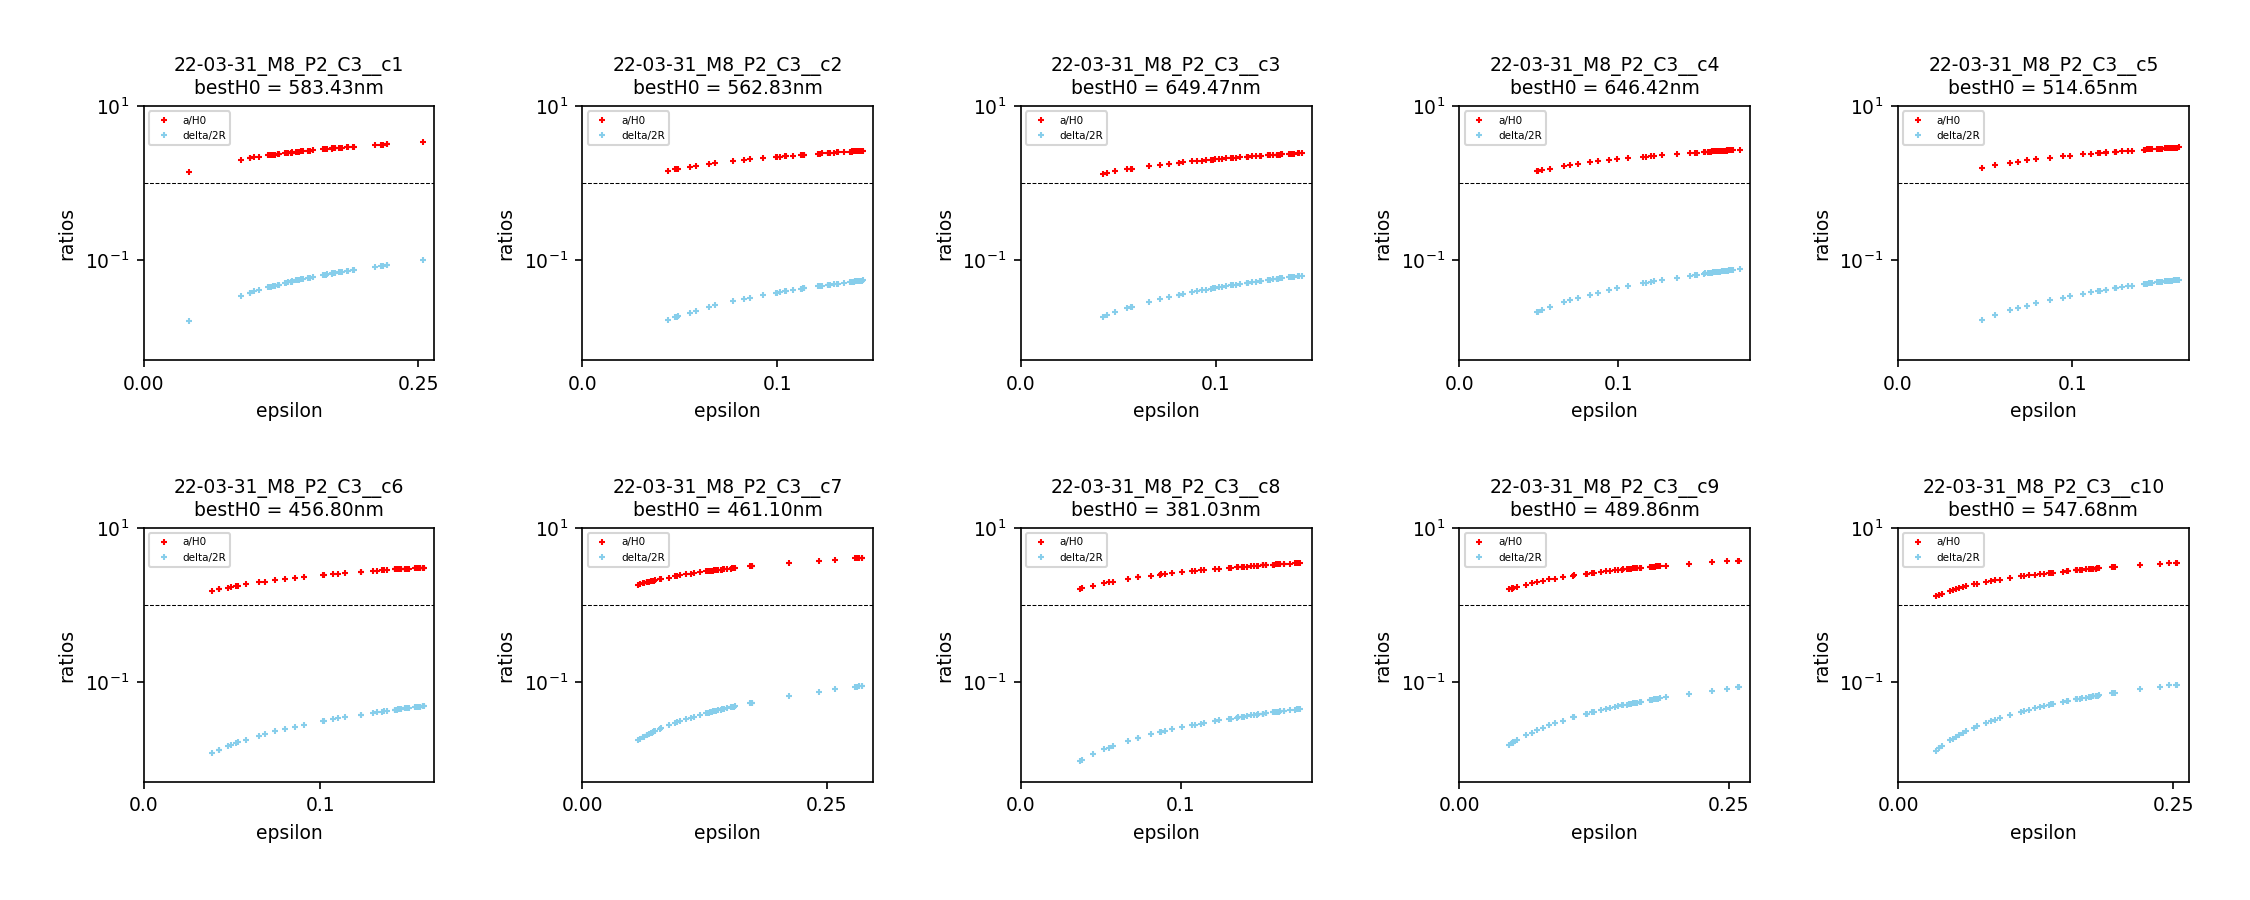 22-03-31_M8_P2_C3__c1
bestH0 = 583.43nm
10^1
10^-1
ratios
a/H0
delta/2R
0.00
0.25
epsilon
22-03-31_M8_P2_C3__c2
bestH0 = 562.83nm
10^1
10^-1
ratios
a/H0
delta/2R
0.0
0.1
epsilon
22-03-31_M8_P2_C3__c3
bestH0 = 649.47nm
10^1
10^-1
ratios
a/H0
delta/2R
0.0
0.1
epsilon
22-03-31_M8_P2_C3__c4
bestH0 = 646.42nm
10^1
10^-1
ratios
a/H0
delta/2R
0.0
0.1
epsilon
22-03-31_M8_P2_C3__c5
bestH0 = 514.65nm
10^1
10^-1
ratios
a/H0
delta/2R
0.0
0.1
epsilon
22-03-31_M8_P2_C3__c6
bestH0 = 456.80nm
10^1
10^-1
ratios
a/H0
delta/2R
0.0
0.1
epsilon
22-03-31_M8_P2_C3__c7
bestH0 = 461.10nm
10^1
10^-1
ratios
a/H0
delta/2R
0.00
0.25
epsilon
22-03-31_M8_P2_C3__c8
bestH0 = 381.03nm
10^1
10^-1
ratios
a/H0
delta/2R
0.0
0.1
epsilon
22-03-31_M8_P2_C3__c9
bestH0 = 489.86nm
10^1
10^-1
ratios
a/H0
delta/2R
0.00
0.25
epsilon
22-03-31_M8_P2_C3__c10
bestH0 = 547.68nm
10^1
10^-1
ratios
a/H0
delta/2R
0.00
0.25
epsilon